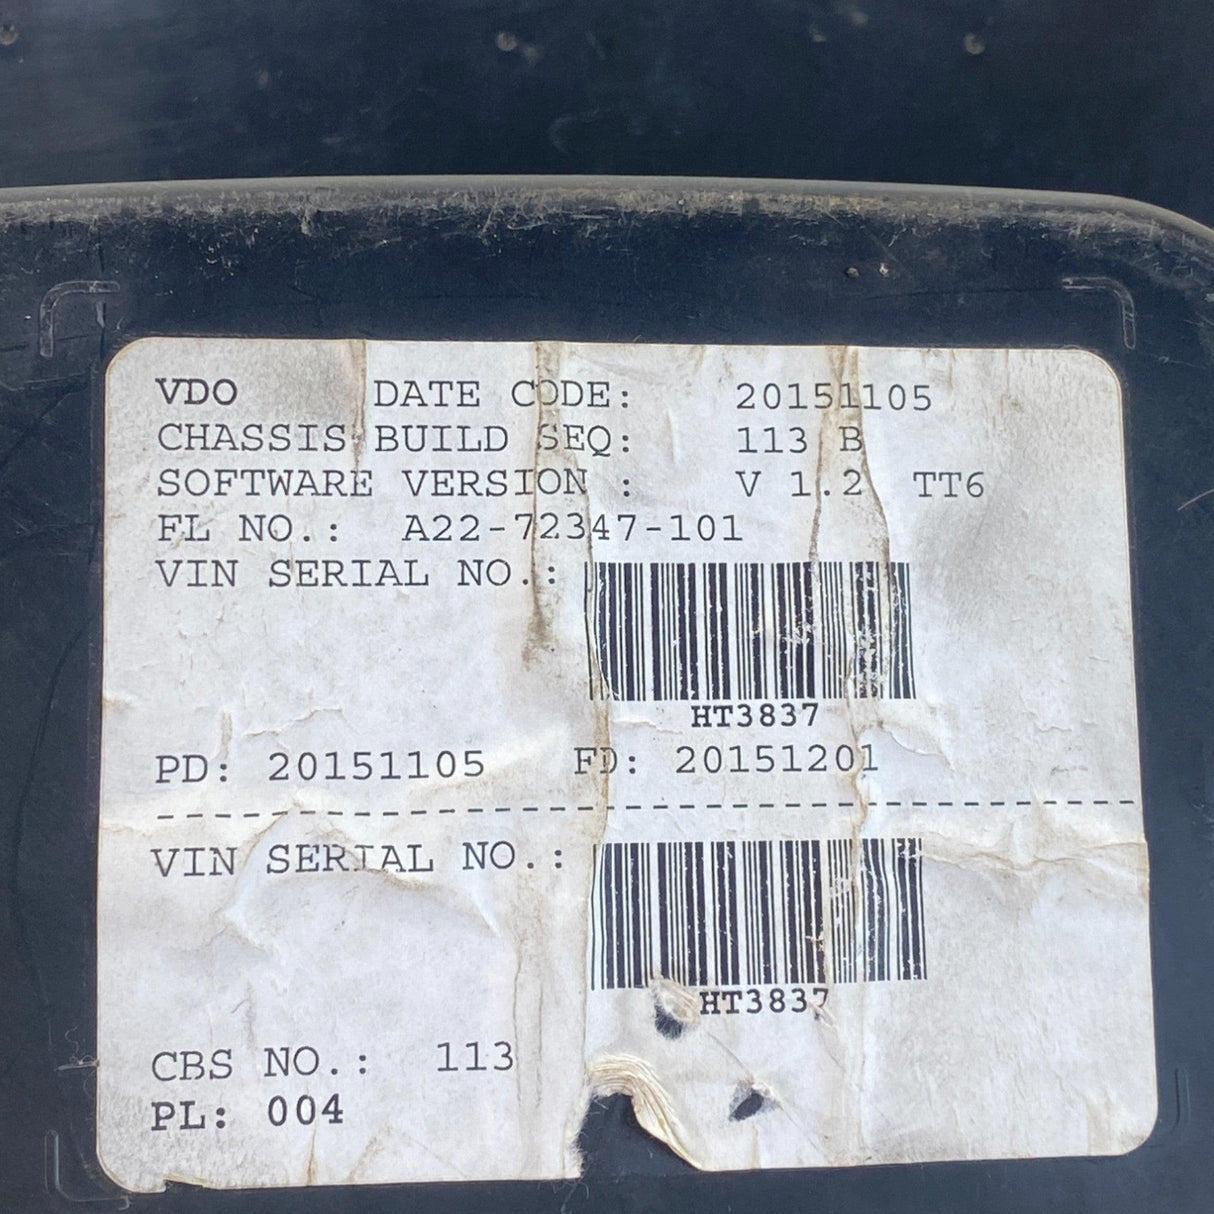 VDO DATE CODE: 20151105
CHASSIS BUILD SEQ: 113 B
SOFTWARE VERSION : V 1.2 TT6
FL NO.: A22-72347-101
VIN SERIAL NO.:
HT3837
PD: 20151105 FD: 20151201
VIN SERIAL NO.:
HT3837
CBS NO.: 113
PL: 004